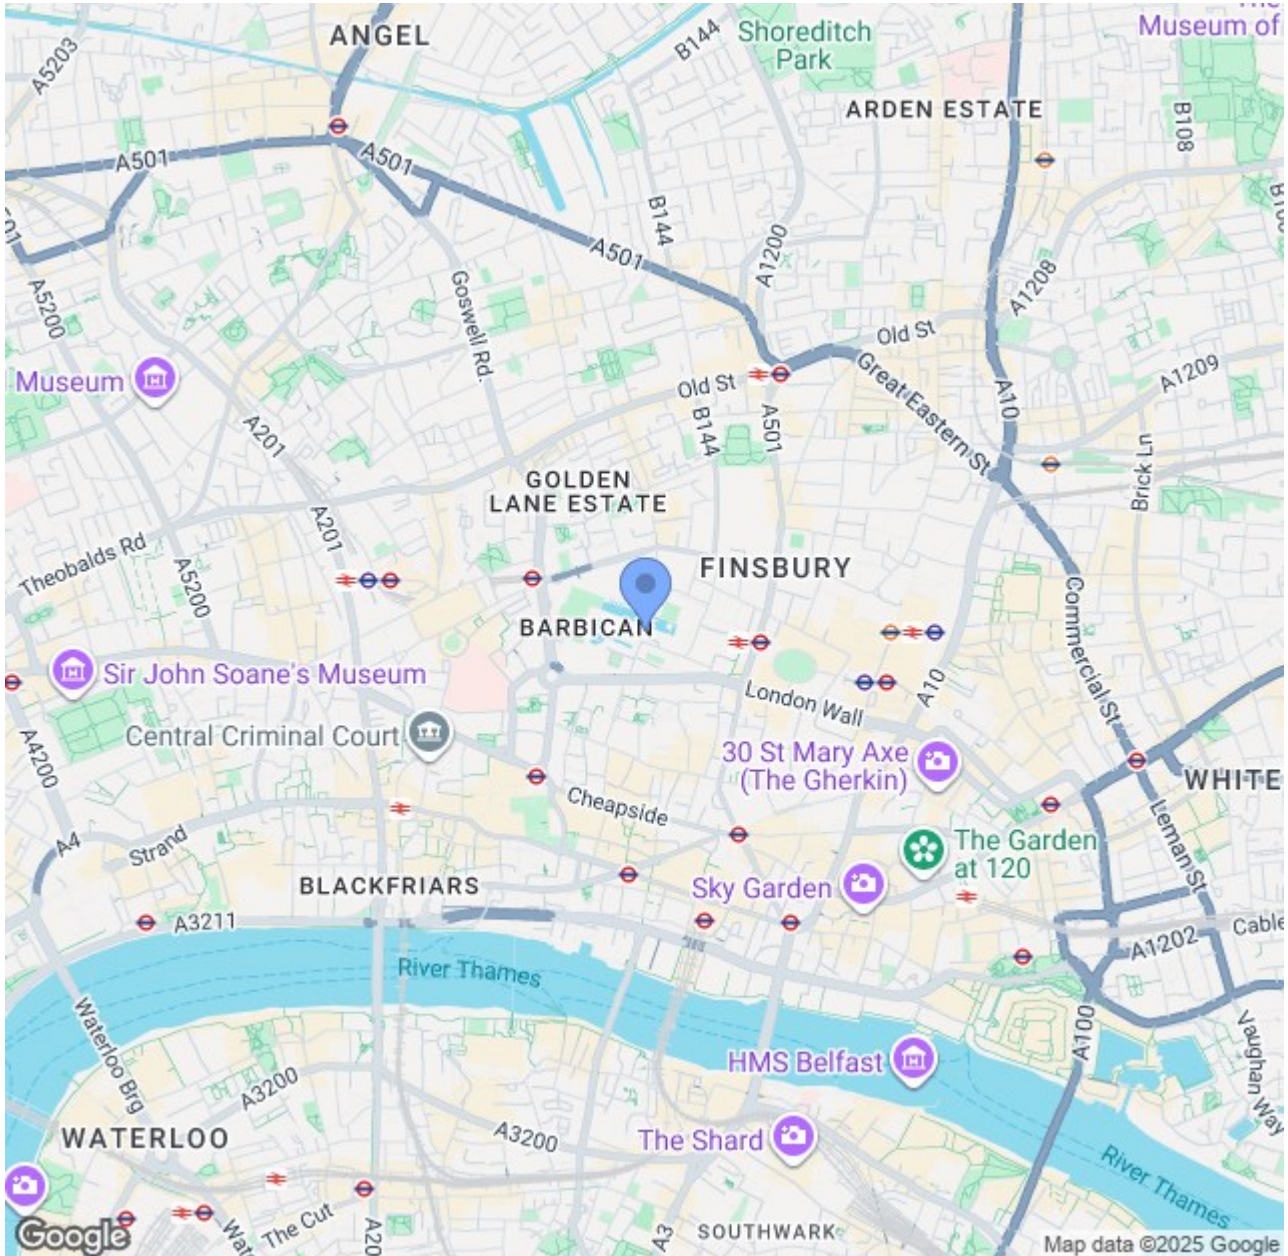 ANGEL
A5203
B144
Shoreditch
Park
Museum of
ARDEN ESTATE
B108
A501
A501
A501
B144
A1200
A5200
Goswell Rd.
A1208
Old St
Great Eastern St
A10
A1209
Museum
A201
Old St
B144
A501
Brick Ln
GOLDEN
LANE ESTATE
A201
Theobalds Rd
A5200
FINSBURY
Commercial St
BARBICAN
Sir John Soane's Museum
A10
London Wall
A4200
Central Criminal Court
30 St Mary Axe
(The Gherkin)
WHITE
Cheapside
Leman St
A4
Strand
The Garden
at 120
BLACKFRIARS
Sky Garden
A3211
Cable
A1202
River Thames
Waterloo Brg
A100
Vaughan Way
HMS Belfast
A3200
A3200
WATERLOO
The Shard
River Thames
The Cut
A20
A3
SOUTHWARK
Google
Map data ©2025 Google